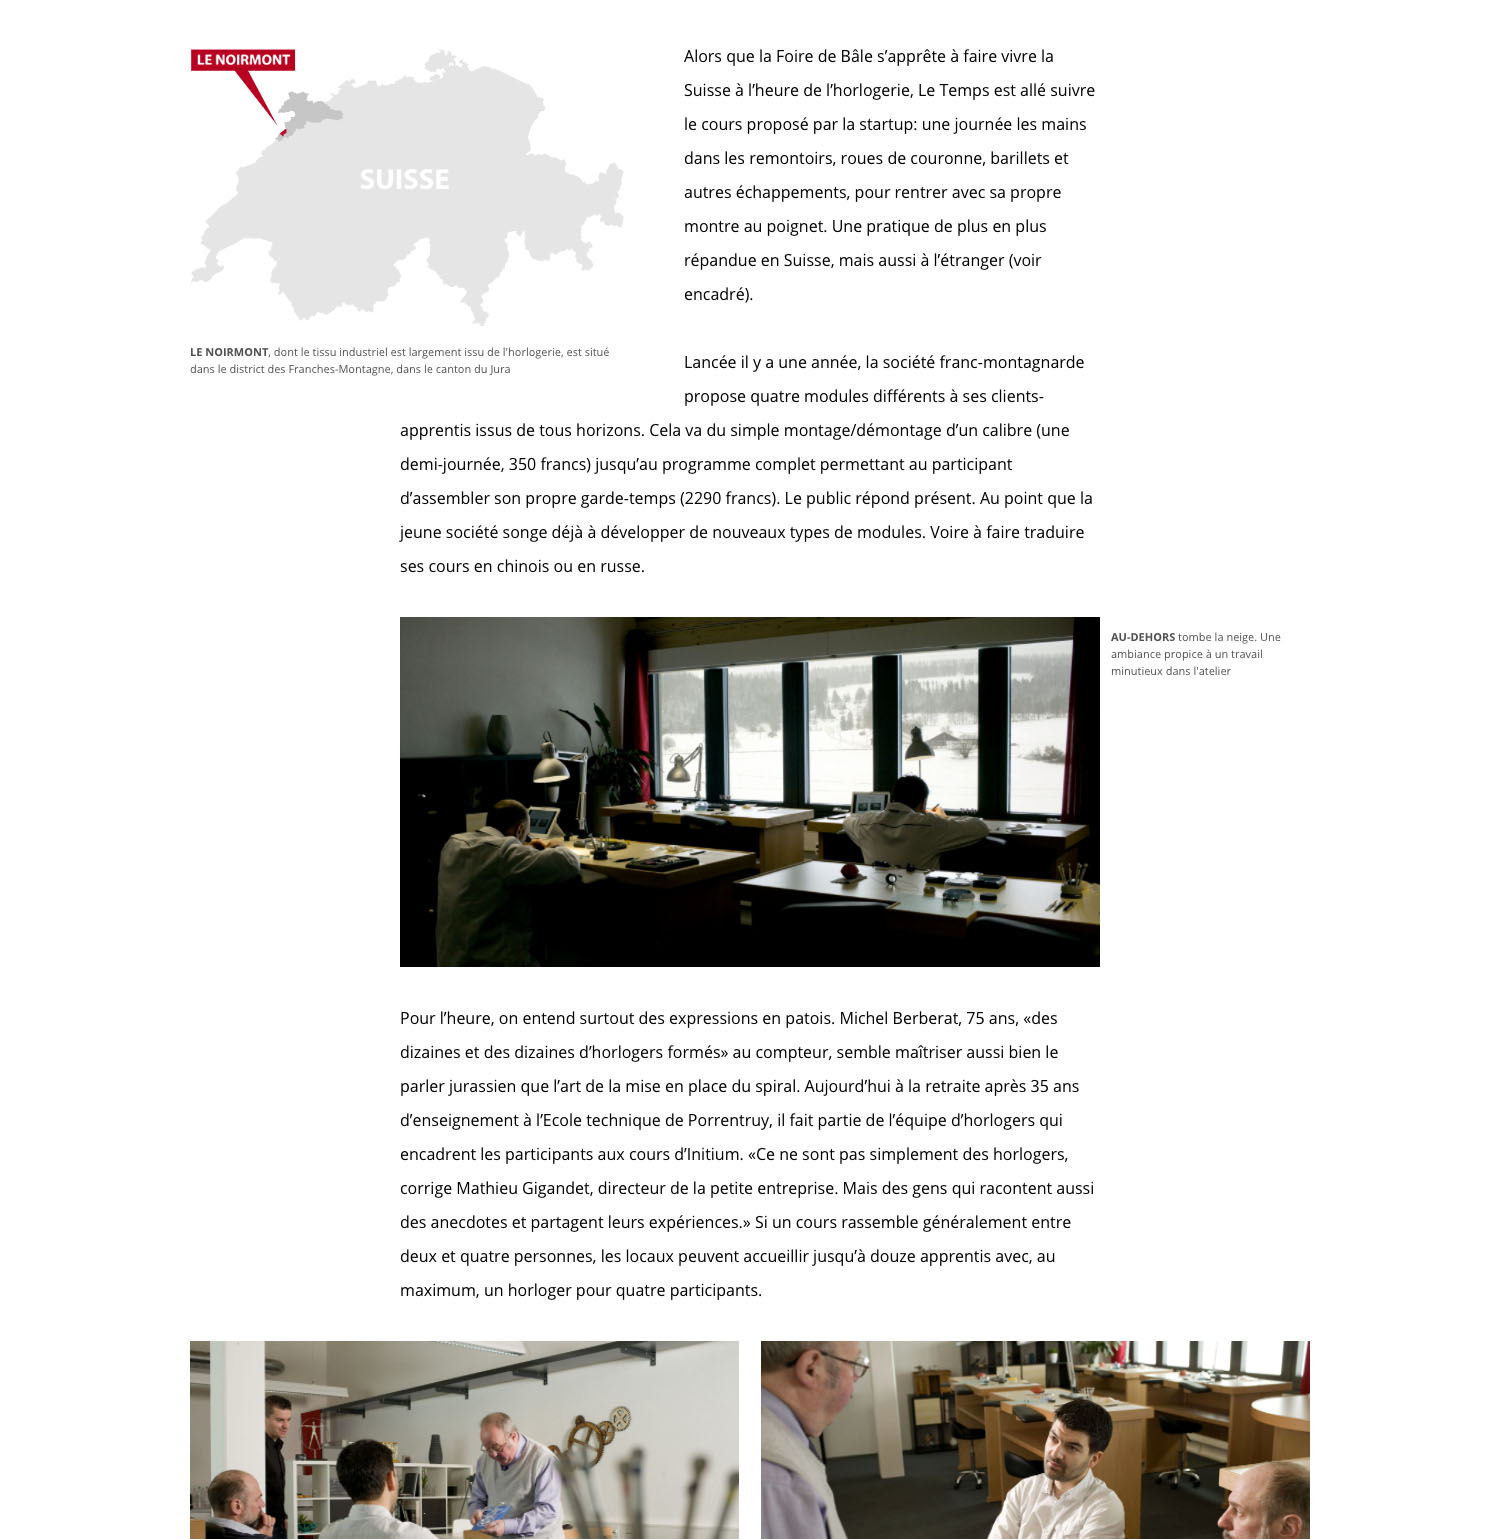 LE NOIRMONT
SUISSE
LE NOIRMONT, dont le tissu industriel est largement issu de l'horlogerie, est situé
dans le district des Franches-Montagne, dans le canton du Jura
Alors que la Foire de Bâle s’apprête à faire vivre la
Suisse à l’heure de l’horlogerie, Le Temps est allé suivre
le cours proposé par la startup: une journée les mains
dans les remontoirs, roues de couronne, barillets et
autres échappements, pour rentrer avec sa propre
montre au poignet. Une pratique de plus en plus
répandue en Suisse, mais aussi à l’étranger (voir
encadré).
Lancée il y a une année, la société franc-montagnarde
propose quatre modules différents à ses clients-
apprentis issus de tous horizons. Cela va du simple montage/démontage d’un calibre (une
demi-journée, 350 francs) jusqu’au programme complet permettant au participant
d’assembler son propre garde-temps (2290 francs). Le public répond présent. Au point que la
jeune société songe déjà à développer de nouveaux types de modules. Voire à faire traduire
ses cours en chinois ou en russe.
AU-DEHORS tombe la neige. Une
ambiance propice à un travail
minutieux dans l'atelier
Pour l’heure, on entend surtout des expressions en patois. Michel Berberat, 75 ans, «des
dizaines et des dizaines d’horlogers formés» au compteur, semble maîtriser aussi bien le
parler jurassien que l’art de la mise en place du spiral. Aujourd’hui à la retraite après 35 ans
d’enseignement à l’Ecole technique de Porrentruy, il fait partie de l’équipe d’horlogers qui
encadrent les participants aux cours d’Initium. «Ce ne sont pas simplement des horlogers,
corrige Mathieu Gigandet, directeur de la petite entreprise. Mais des gens qui racontent aussi
des anecdotes et partagent leurs expériences.» Si un cours rassemble généralement entre
deux et quatre personnes, les locaux peuvent accueillir jusqu’à douze apprentis avec, au
maximum, un horloger pour quatre participants.